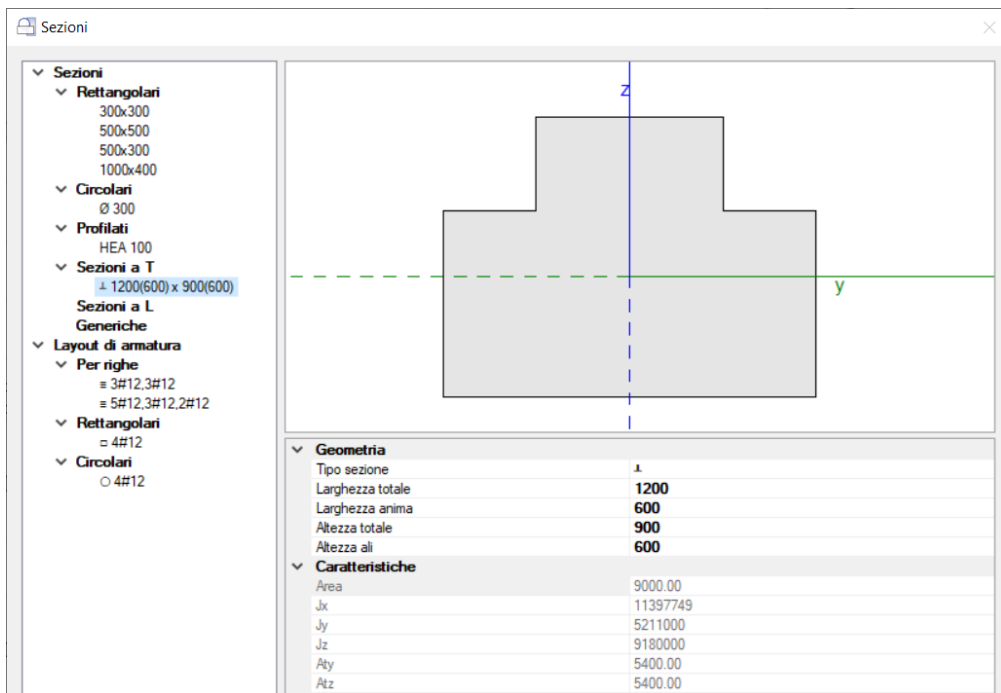 Sezioni
Sezioni
Rettangolari
300x300
500x500
500x300
1000x400
Circolari
Ø 300
Profilati
HEA 100
Sezioni a T
⊥ 1200(600) x 900(600)
Sezioni a L
Generiche
Layout di armatura
Per righe
≡ 3#12,3#12
≡ 5#12,3#12,2#12
Rettangolari
□ 4#12
Circolari
○ 4#12
z
y
Geometria
Tipo sezione ⊥
Larghezza totale 1200
Larghezza anima 600
Altezza totale 900
Altezza ali 600
Caratteristiche
Area 9000.00
Jx 11397749
Jy 5211000
Jz 9180000
Aty 5400.00
Atz 5400.00